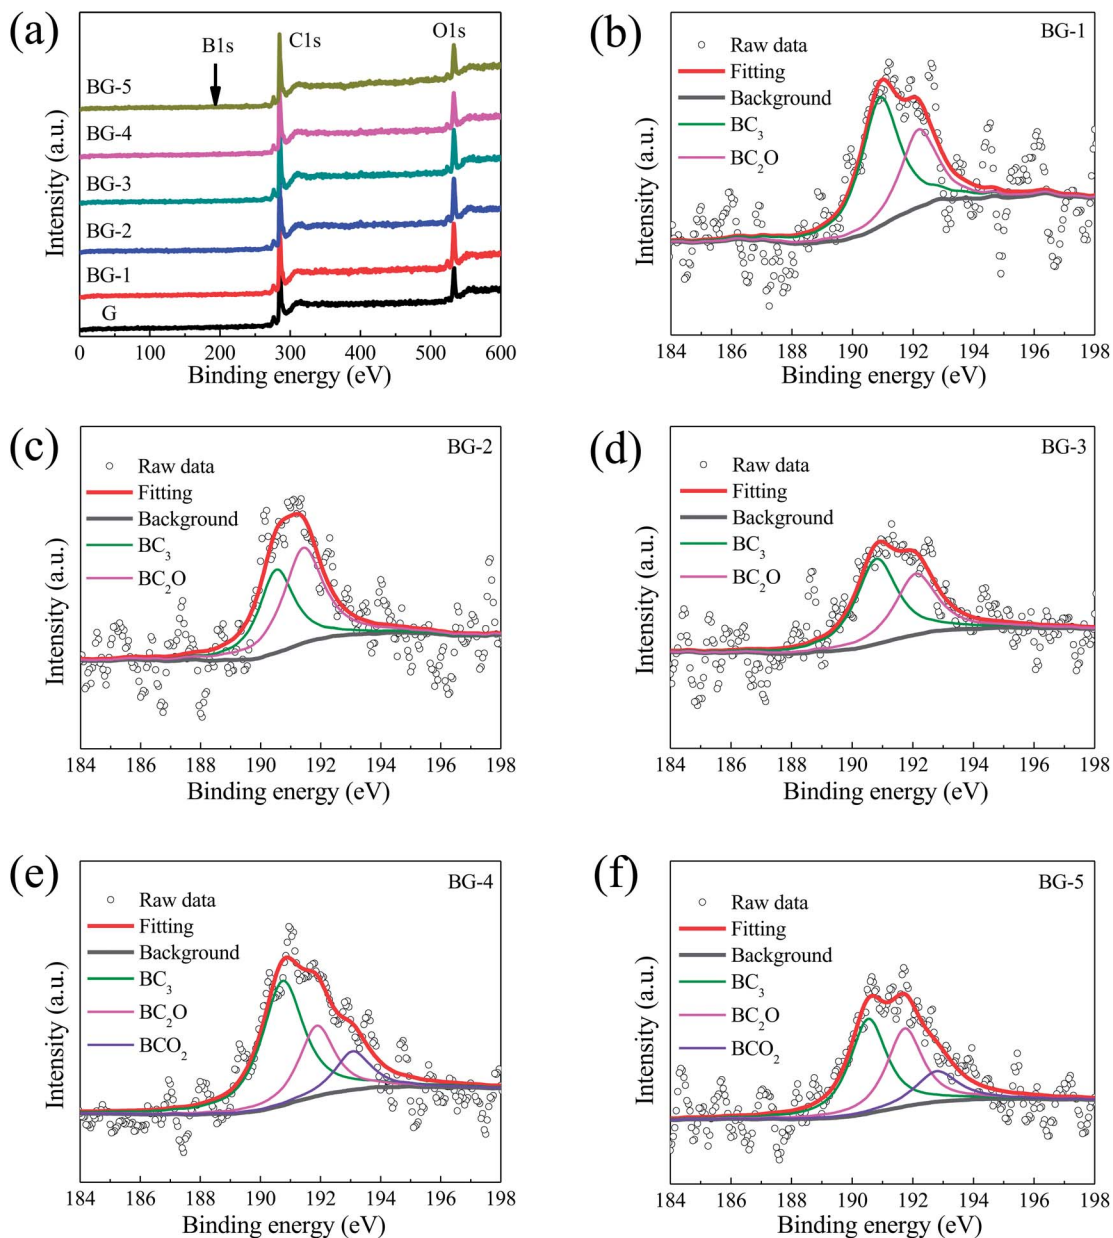 (a)
B1s
C1s
O1s
BG-5
BG-4
BG-3
BG-2
BG-1
G
Intensity (a.u.)
0 100 200 300 400 500 600
Binding energy (eV)
(b)
BG-1
Raw data
Fitting
Background
BC₃
BC₂O
Intensity (a.u.)
184 186 188 190 192 194 196 198
Binding energy (eV)
(c)
BG-2
Raw data
Fitting
Background
BC₃
BC₂O
Intensity (a.u.)
184 186 188 190 192 194 196 198
Binding energy (eV)
(d)
BG-3
Raw data
Fitting
Background
BC₃
BC₂O
Intensity (a.u.)
184 186 188 190 192 194 196 198
Binding energy (eV)
(e)
BG-4
Raw data
Fitting
Background
BC₃
BC₂O
BCO₂
Intensity (a.u.)
184 186 188 190 192 194 196 198
Binding energy (eV)
(f)
BG-5
Raw data
Fitting
Background
BC₃
BC₂O
BCO₂
Intensity (a.u.)
184 186 188 190 192 194 196 198
Binding energy (eV)